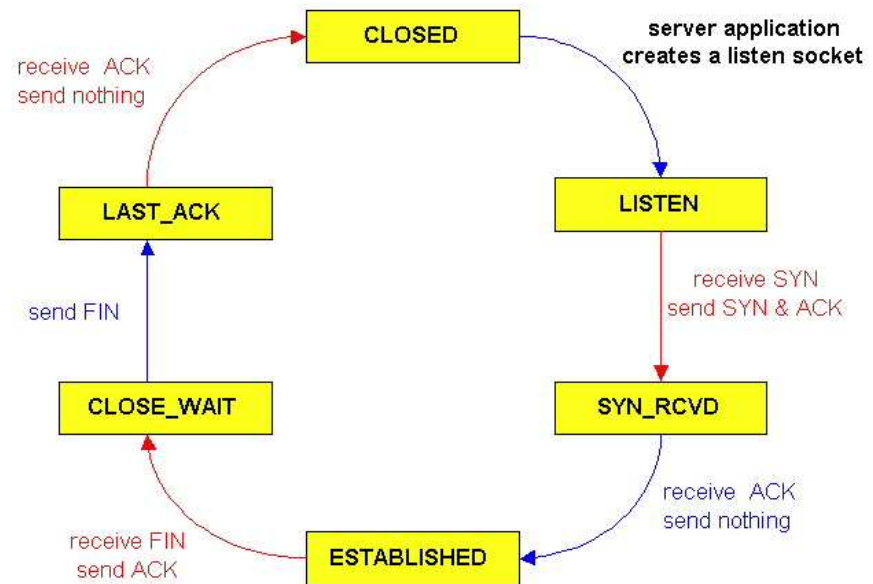 CLOSED
server application
creates a listen socket
receive ACK
send nothing
LAST_ACK
LISTEN
receive SYN
send SYN & ACK
send FIN
CLOSE_WAIT
SYN_RCVD
receive ACK
send nothing
receive FIN
send ACK
ESTABLISHED